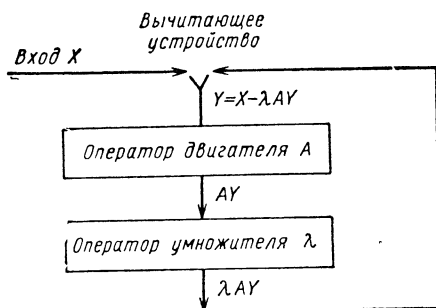 Вычитающее
устройство
Вход X
Y=X-λAY
Оператор двигателя A
AY
Оператор умножителя λ
λAY